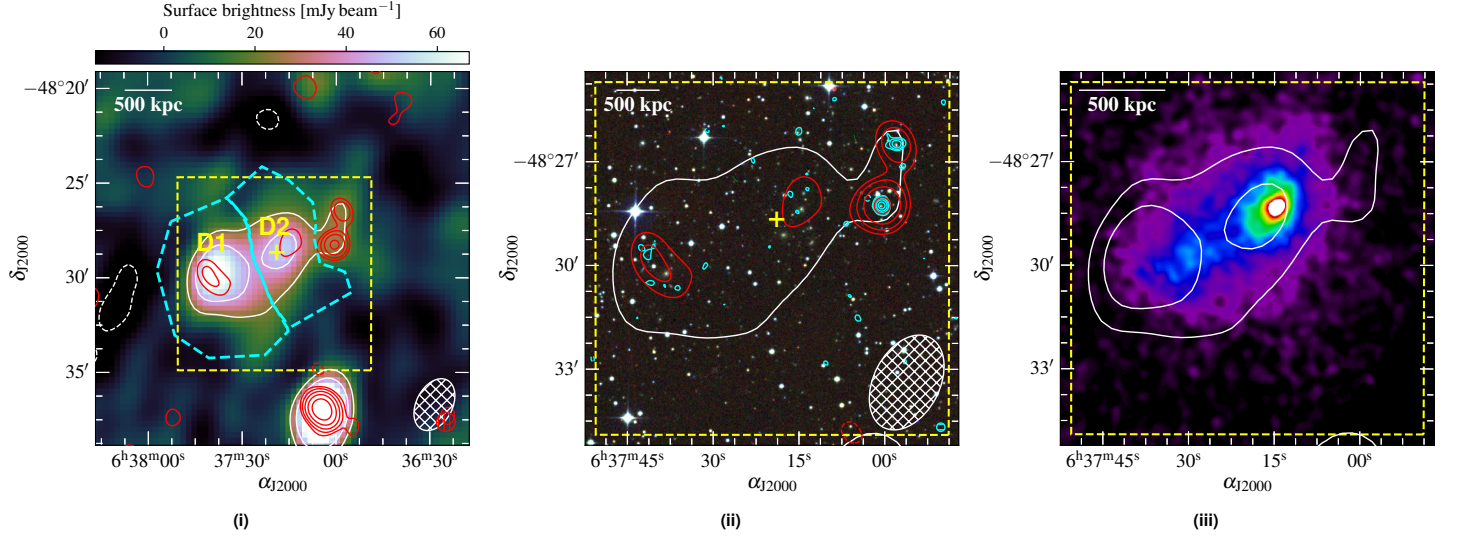 Surface brightness [mJy beam⁻¹]
0 20 40 60
500 kpc
D1
D2
−48°20′
25′
30′
35′
δJ2000
6ʰ38ᵐ00ˢ 37ᵐ30ˢ 00ˢ 36ᵐ30ˢ
αJ2000
(i)
500 kpc
−48°27′
30′
33′
δJ2000
6ʰ37ᵐ45ˢ 30ˢ 15ˢ 00ˢ
αJ2000
(ii)
500 kpc
−48°27′
30′
33′
δJ2000
6ʰ37ᵐ45ˢ 30ˢ 15ˢ 00ˢ
αJ2000
(iii)